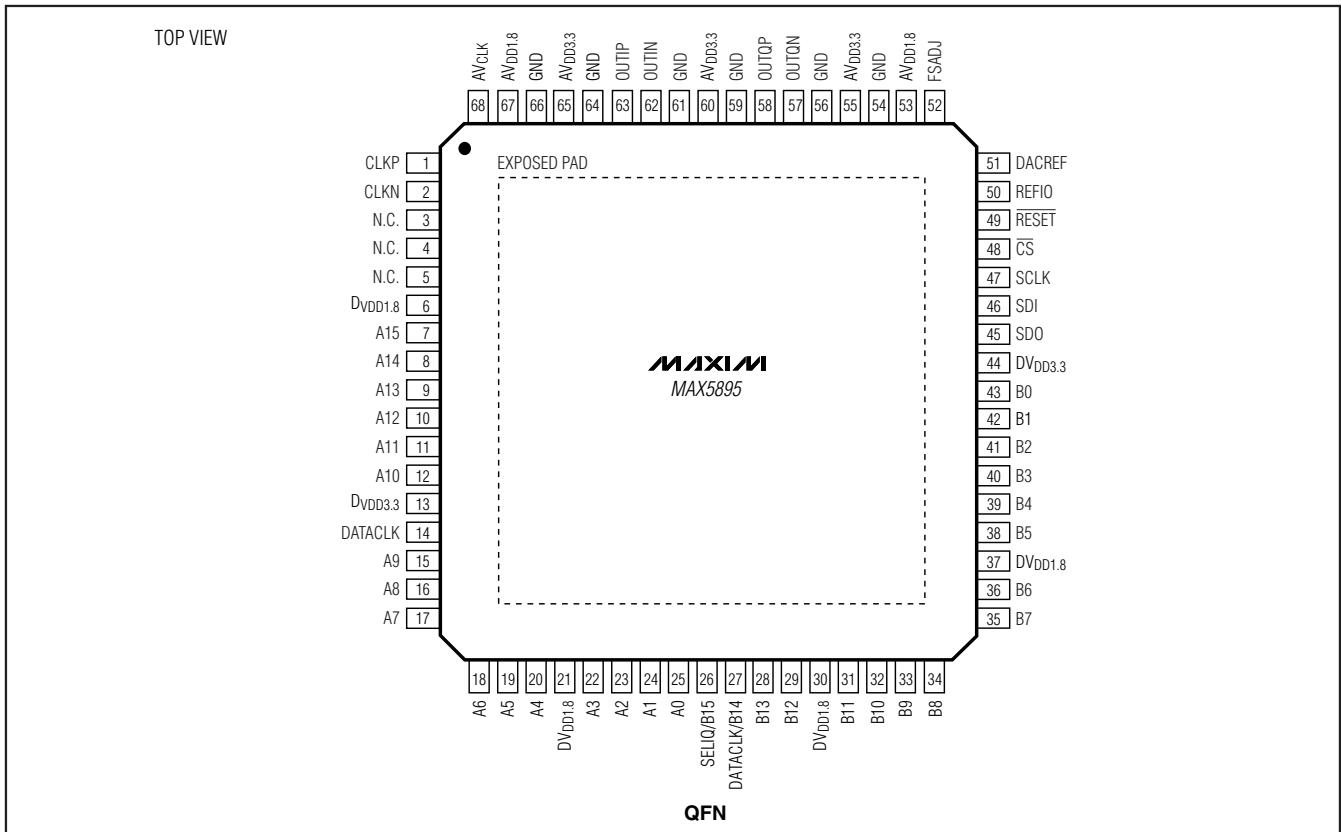 TOP VIEW
AVCLK
AVDD1.8
GND
AVDD3.3
GND
OUTIP
OUTIN
GND
AVDD3.3
GND
OUTQP
OUTQN
GND
AVDD3.3
GND
AVDD1.8
FSADJ
68 67 66 65 64 63 62 61 60 59 58 57 56 55 54 53 52
EXPOSED PAD
CLKP 1
CLKN 2
N.C. 3
N.C. 4
N.C. 5
DVDD1.8 6
A15 7
A14 8
A13 9
A12 10
A11 11
A10 12
DVDD3.3 13
DATACLK 14
A9 15
A8 16
A7 17
MAXIM
MAX5895
51 DACREF
50 REFIO
49 RESET
48 CS
47 SCLK
46 SDI
45 SDO
44 DVDD3.3
43 B0
42 B1
41 B2
40 B3
39 B4
38 B5
37 DVDD1.8
36 B6
35 B7
18 19 20 21 22 23 24 25 26 27 28 29 30 31 32 33 34
A6
A5
A4
DVDD1.8
A3
A2
A1
A0
SELIQ/B15
DATACLK/B14
B13
B12
DVDD1.8
B11
B10
B9
B8
QFN